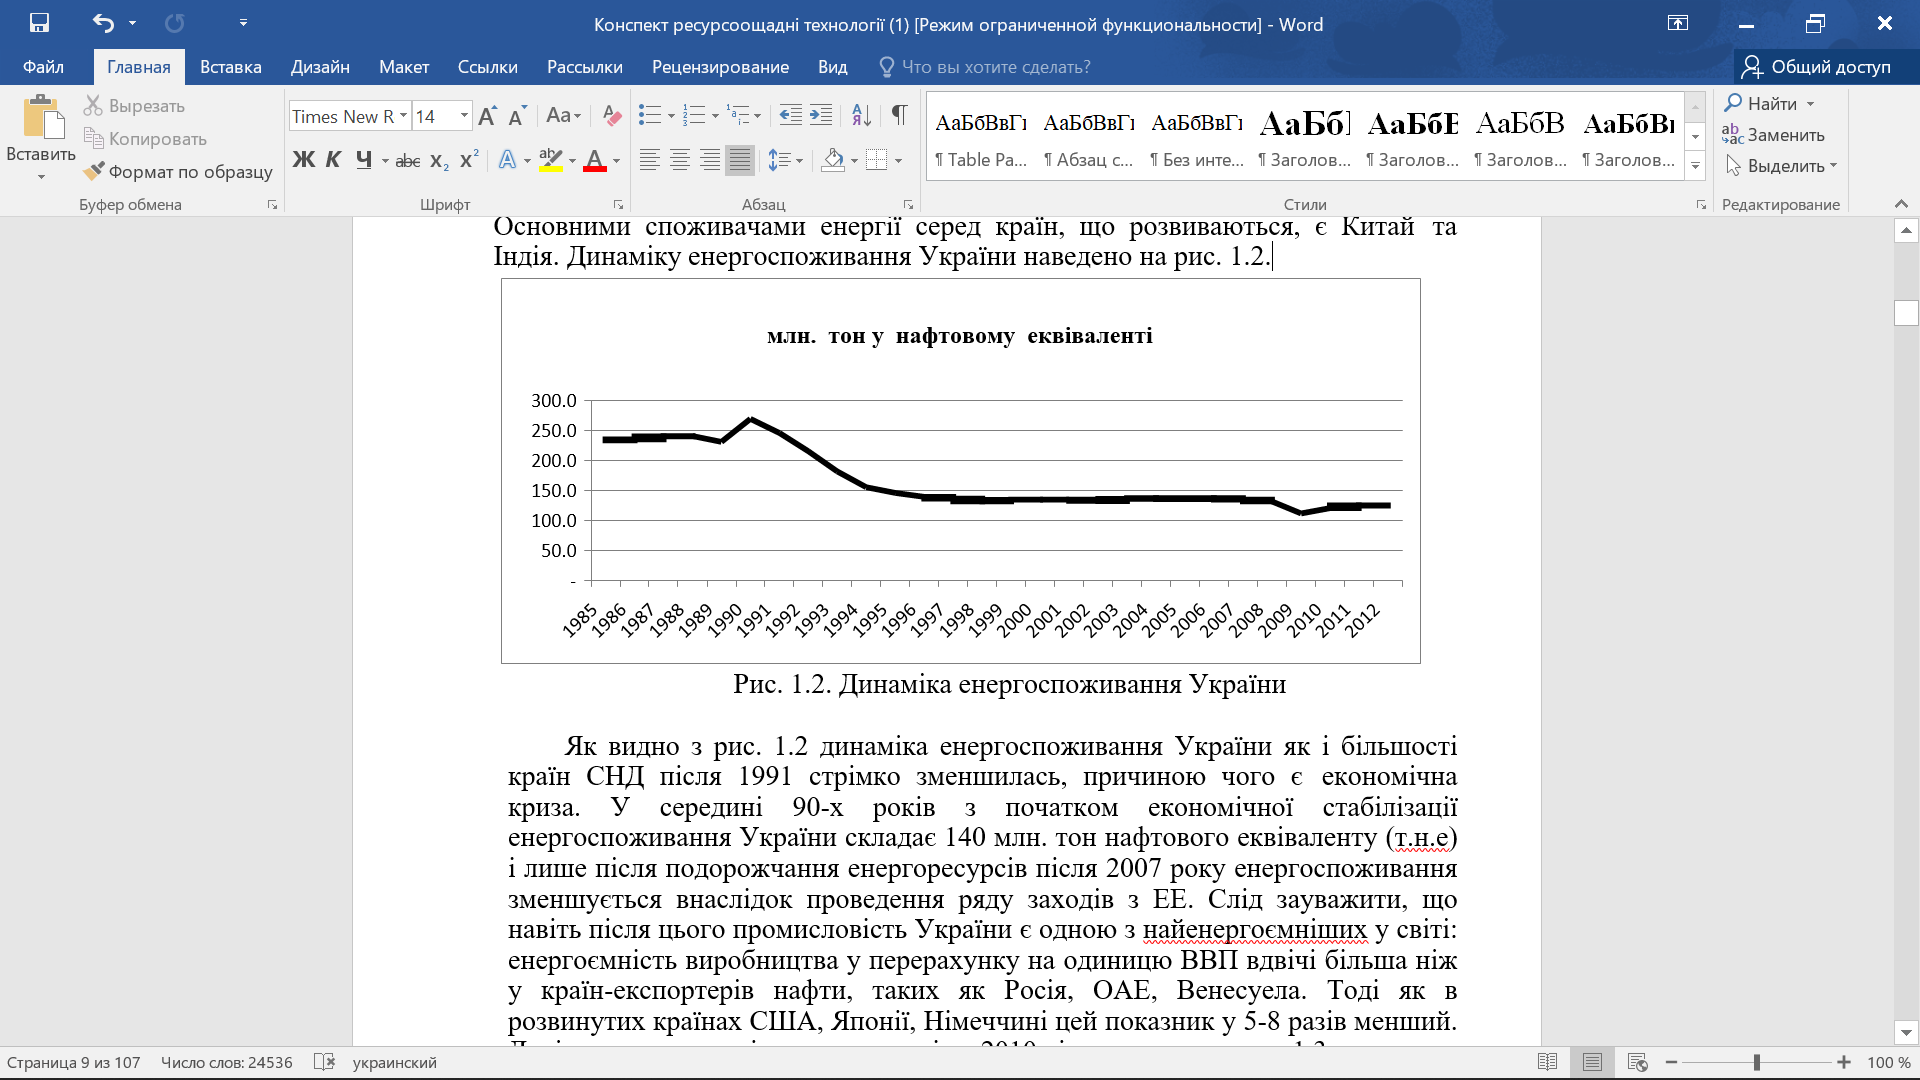 Конспект ресурсоощадні технології (1) [Режим ограниченной функциональности] - Word
Файл Главная Вставка Дизайн Макет Ссылки Рассылки Рецензирование Вид Что вы хотите сделать? Общий доступ
Вставить
Вырезать
Копировать
Формат по образцу
Буфер обмена
Times New R 14
Ж К Ч abc x₂ x²
Шрифт
Абзац
АаБбВвГг АаБбВвГг АаБбВвГг АаБб АаБбВ АаБбВ АаБбВв
¶ Table Pa... ¶ Абзац с... ¶ Без инте... ¶ Заголов... ¶ Заголов... ¶ Заголов... ¶ Заголов...
Стили
Найти
Заменить
Выделить
Редактирование
Основними споживачами енергії серед країн, що розвиваються, є Китай та
Індія. Динаміку енергоспоживання України наведено на рис. 1.2.
млн. тон у нафтовому еквіваленті
300.0
250.0
200.0
150.0
100.0
50.0
-
1985 1986 1987 1988 1989 1990 1991 1992 1993 1994 1995 1996 1997 1998 1999 2000 2001 2002 2003 2004 2005 2006 2007 2008 2009 2010 2011 2012
Рис. 1.2. Динаміка енергоспоживання України
Як видно з рис. 1.2 динаміка енергоспоживання України як і більшості
країн СНД після 1991 стрімко зменшилась, причиною чого є економічна
криза. У середині 90-х років з початком економічної стабілізації
енергоспоживання України складає 140 млн. тон нафтового еквіваленту (т.н.е)
і лише після подорожчання енергоресурсів після 2007 року енергоспоживання
зменшується внаслідок проведення ряду заходів з ЕЕ. Слід зауважити, що
навіть після цього промисловість України є одною з найенергоємніших у світі:
енергоємність виробництва у перерахунку на одиницю ВВП вдвічі більша ніж
у країн-експортерів нафти, таких як Росія, ОАЕ, Венесуела. Тоді як в
розвинутих країнах США, Японії, Німеччині цей показник у 5-8 разів менший.
Страница 9 из 107 Число слов: 24536 украинский 100 %